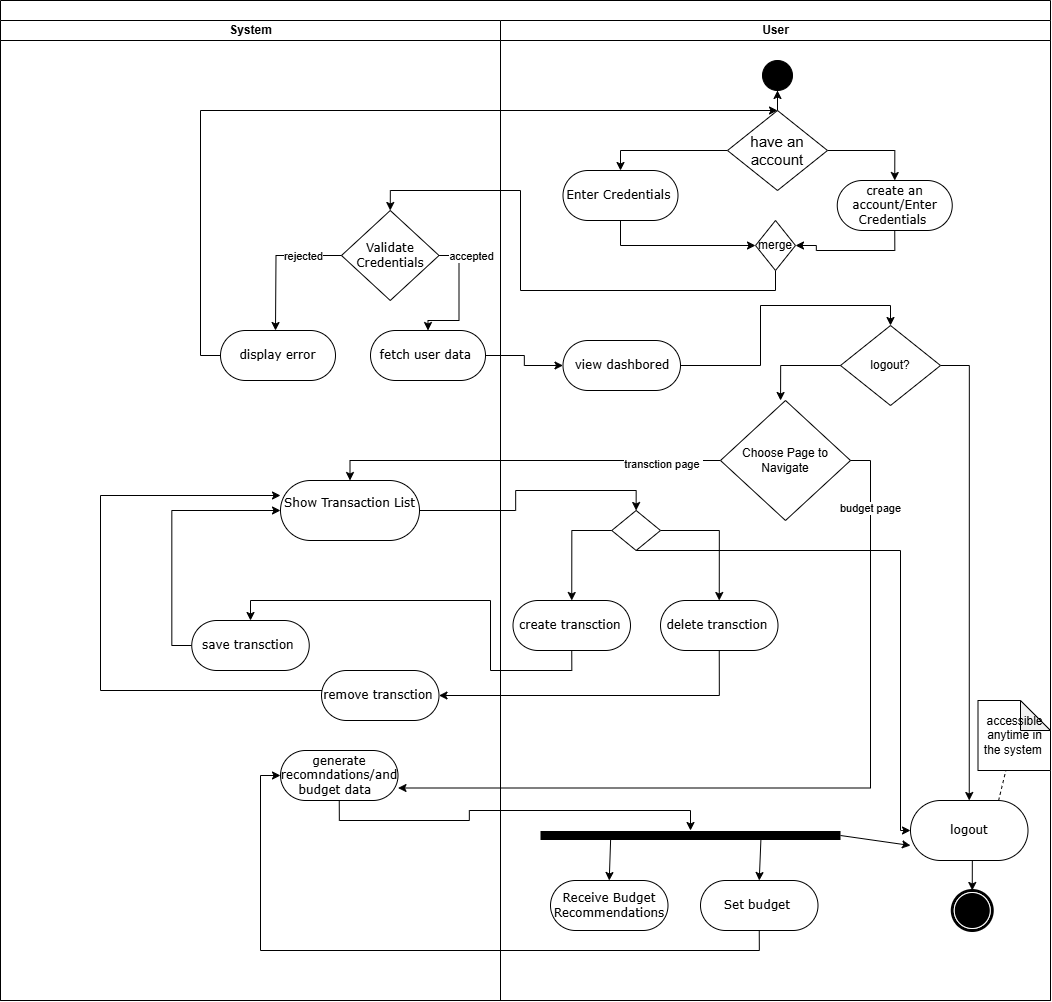 System
User
have an
account
Enter Credentials
create an
account/Enter
Credentials
merge
Validate
Credentials
rejected
accepted
display error
fetch user data
view dashbored
logout?
Choose Page to
Navigate
transction page
budget page
Show Transaction List
create transction
delete transction
save transction
remove transction
accessible
anytime in
the system
generate
recomndations/and
budget data
logout
Receive Budget
Recommendations
Set budget